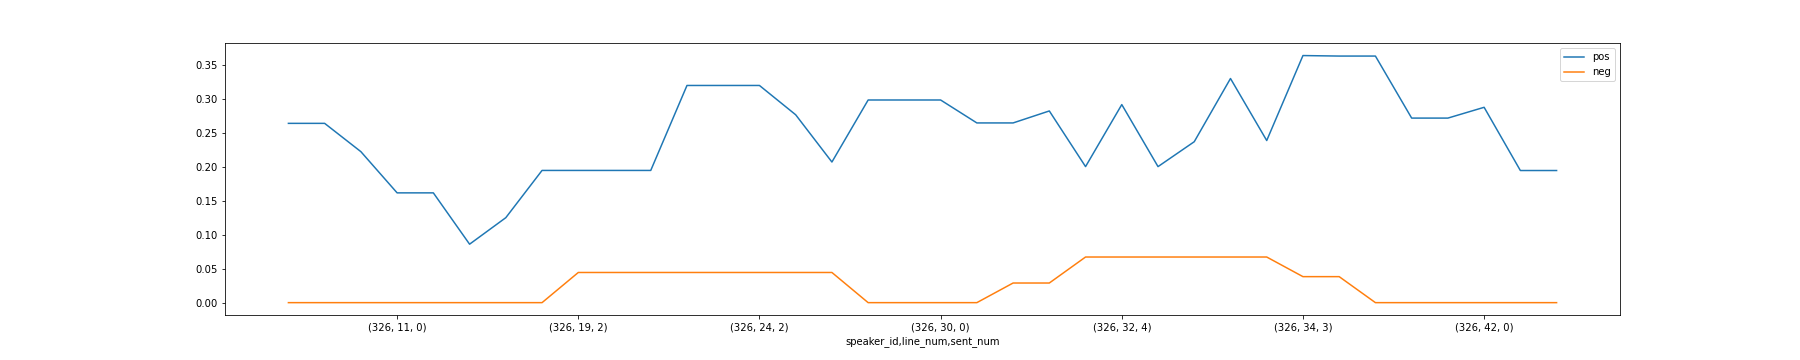 pos
neg
0.35
0.30
0.25
0.20
0.15
0.10
0.05
0.00
(326, 11, 0) (326, 19, 2) (326, 24, 2) (326, 30, 0) (326, 32, 4) (326, 34, 3) (326, 42, 0)
speaker_id,line_num,sent_num